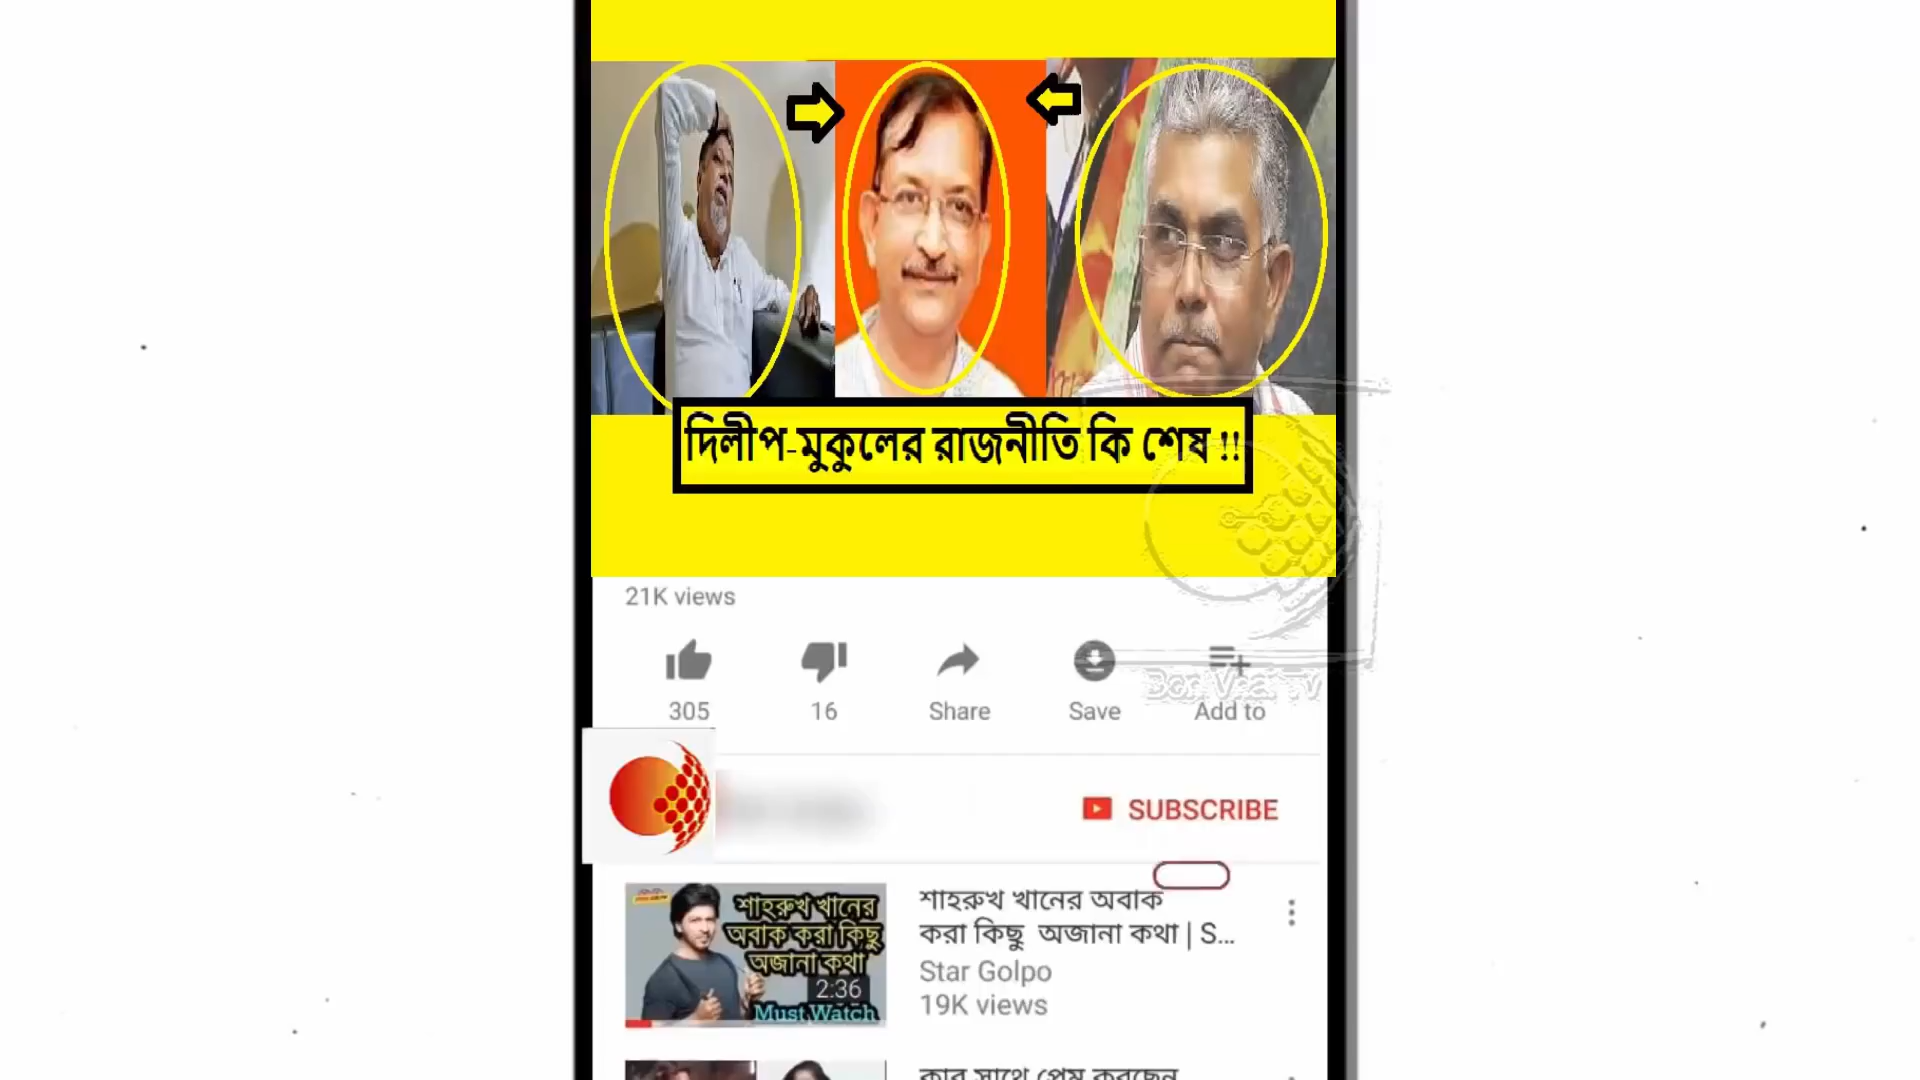 দিলীপ-মুকুলের রাজনীতি কি শেষ !!
21K views
305
16
Share
Save
Add to
SUBSCRIBE
শাহরুখ খানের
অবাক করা কিছু
অজানা কথা
2:36
Must Watch
শাহরুখ খানের অবাক
করা কিছু অজানা কথা | S...
Star Golpo
19K views
কার সাথে প্রেম করছেন